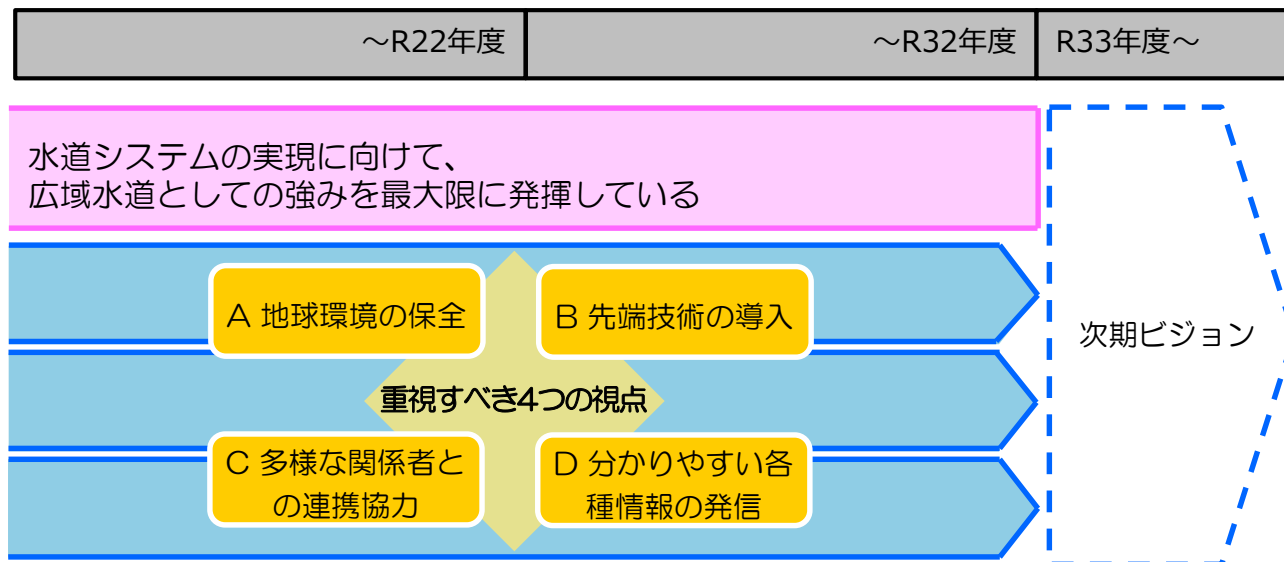 ～R22年度
～R32年度
R33年度～
水道システムの実現に向けて、
広域水道としての強みを最大限に発揮している
A 地球環境の保全
B 先端技術の導入
次期ビジョン
重視すべき4つの視点
C 多様な関係者と
の連携協力
D 分かりやすい各
種情報の発信